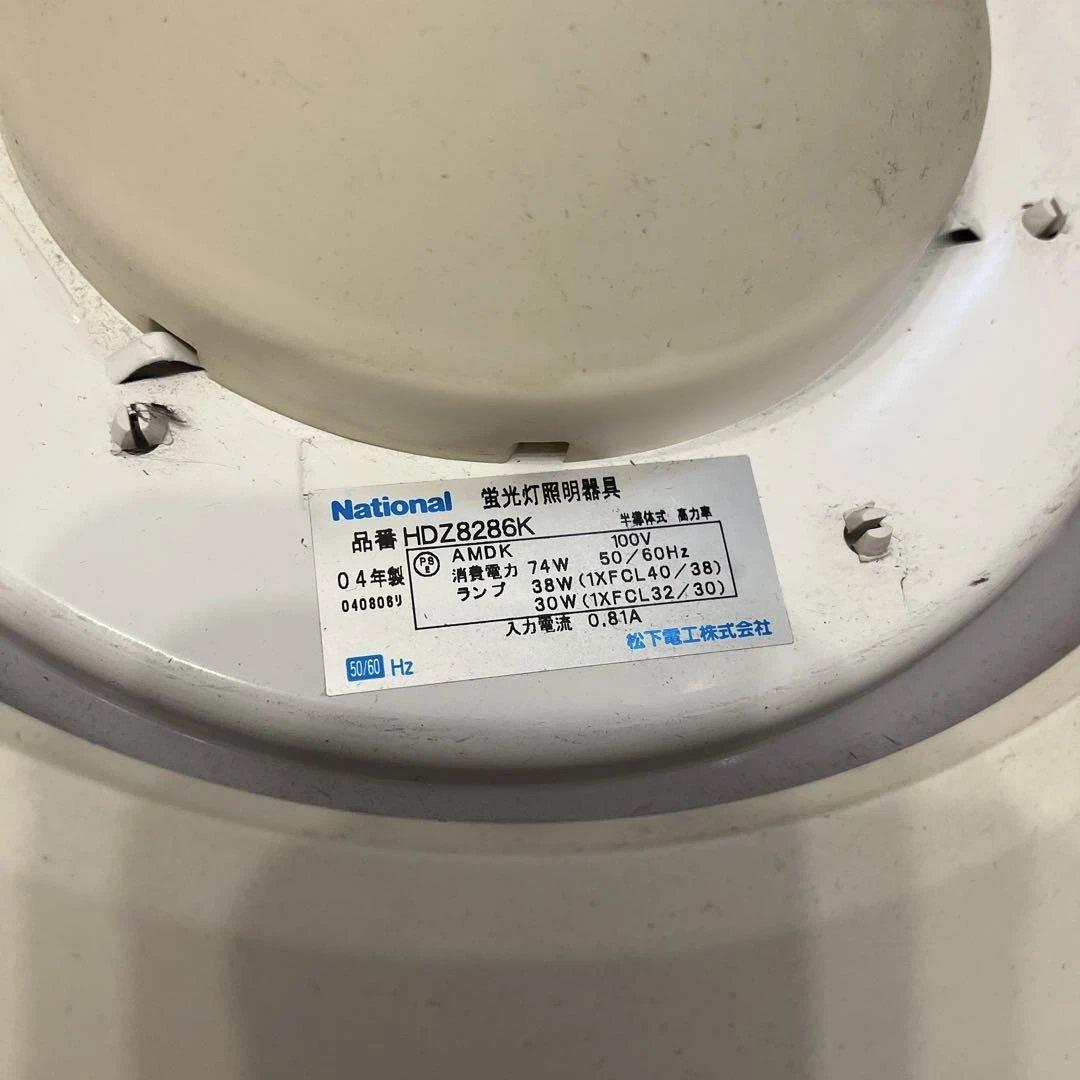 National 蛍光灯照明器具
品番 HDZ8286K 半導体式 高力率
PSE AMDK 100V
04年製 消費電力 74W 50/60Hz
040806リ ランプ 38W(1XFCL40/38)
30W(1XFCL32/30)
入力電流 0.81A
50/60 Hz 松下電工株式会社